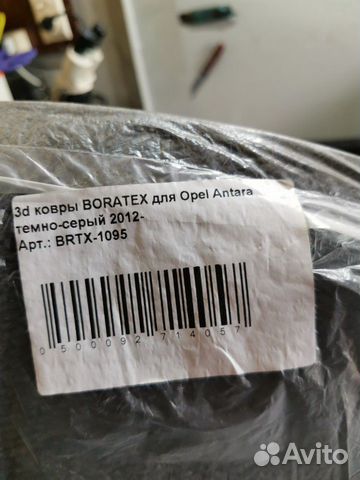 3d ковры BORATEX для Opel Antara
темно-серый 2012-
Арт.: BRTX-1095
0500092714057
Avito